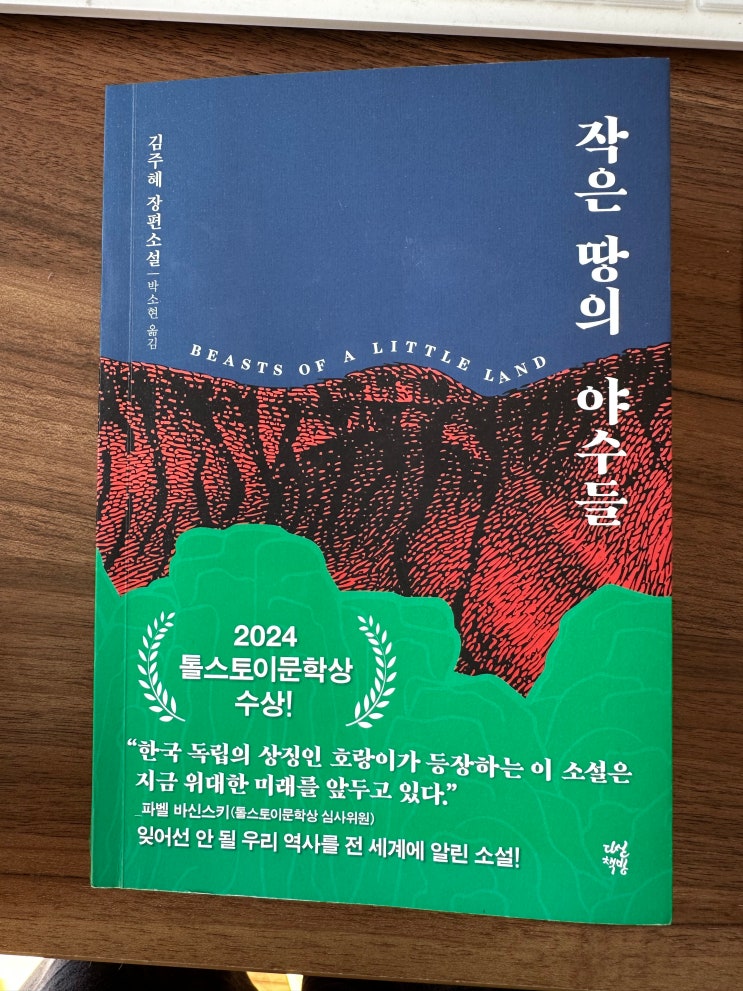 작은 땅의 야수들
김주혜 장편소설 | 박소현 옮김
BEASTS OF A LITTLE LAND
2024
톨스토이문학상
수상!
“한국 독립의 상징인 호랑이가 등장하는 이 소설은
지금 위대한 미래를 앞두고 있다.”
_파벨 바신스키(톨스토이문학상 심사위원)
잊어선 안 될 우리 역사를 전 세계에 알린 소설!
다산
책방